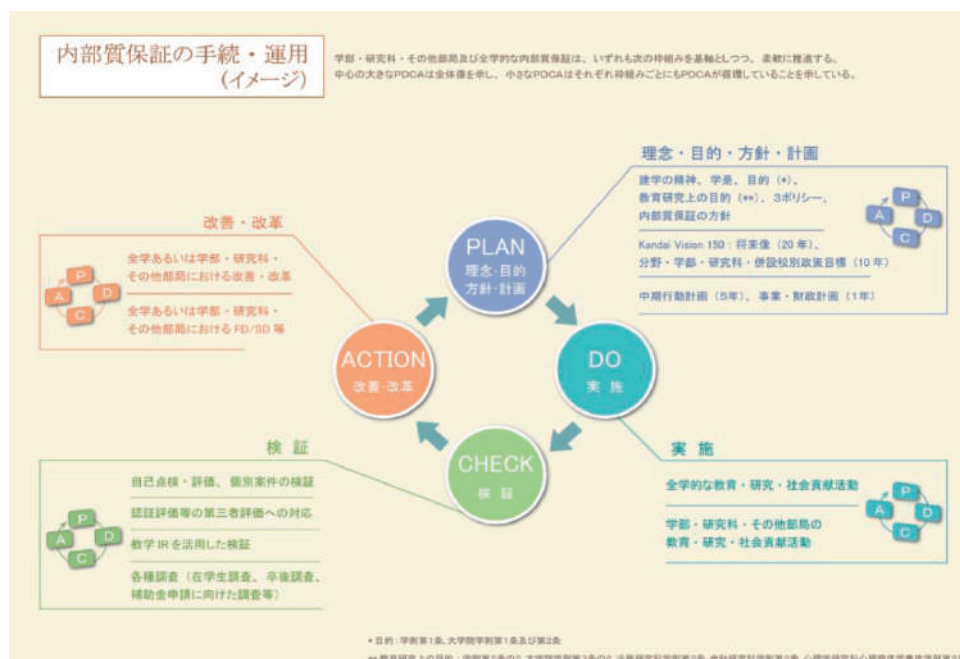 内部質保証の手続・運用
(イメージ)
学部・研究科・その他部局及び全学的な内部質保証は、いずれも次の枠組みを基軸としつつ、柔軟に推進する。
中心の大きなPDCAは全体像を示し、小さなPDCAはそれぞれ枠組みごとにもPDCAが循環していることを示している。
理念・目的・方針・計画
建学の精神、学是、目的(*)、
教育研究上の目的(**)、3ポリシー、
内部質保証の方針
Kandai Vision 150:将来像(20年)、
分野・学部・研究科・併設校別政策目標(10年)
中期行動計画(5年)、事業・財政計画(1年)
P
D
C
A
改善・改革
全学あるいは学部・研究科・
その他部局における改善・改革
全学あるいは学部・研究科・
その他部局におけるFD/SD等
P
D
C
A
PLAN
理念・目的
方針・計画
DO
実施
CHECK
検証
ACTION
改善・改革
検証
自己点検・評価、個別案件の検証
認証評価等の第三者評価への対応
教学IRを活用した検証
各種調査(在学生調査、卒後調査、
補助金申請に向けた調査等)
P
D
C
A
実施
全学的な教育・研究・社会貢献活動
学部・研究科・その他部局の
教育・研究・社会貢献活動
P
D
C
A
*目的:学則第1条、大学院学則第1条及び第2条